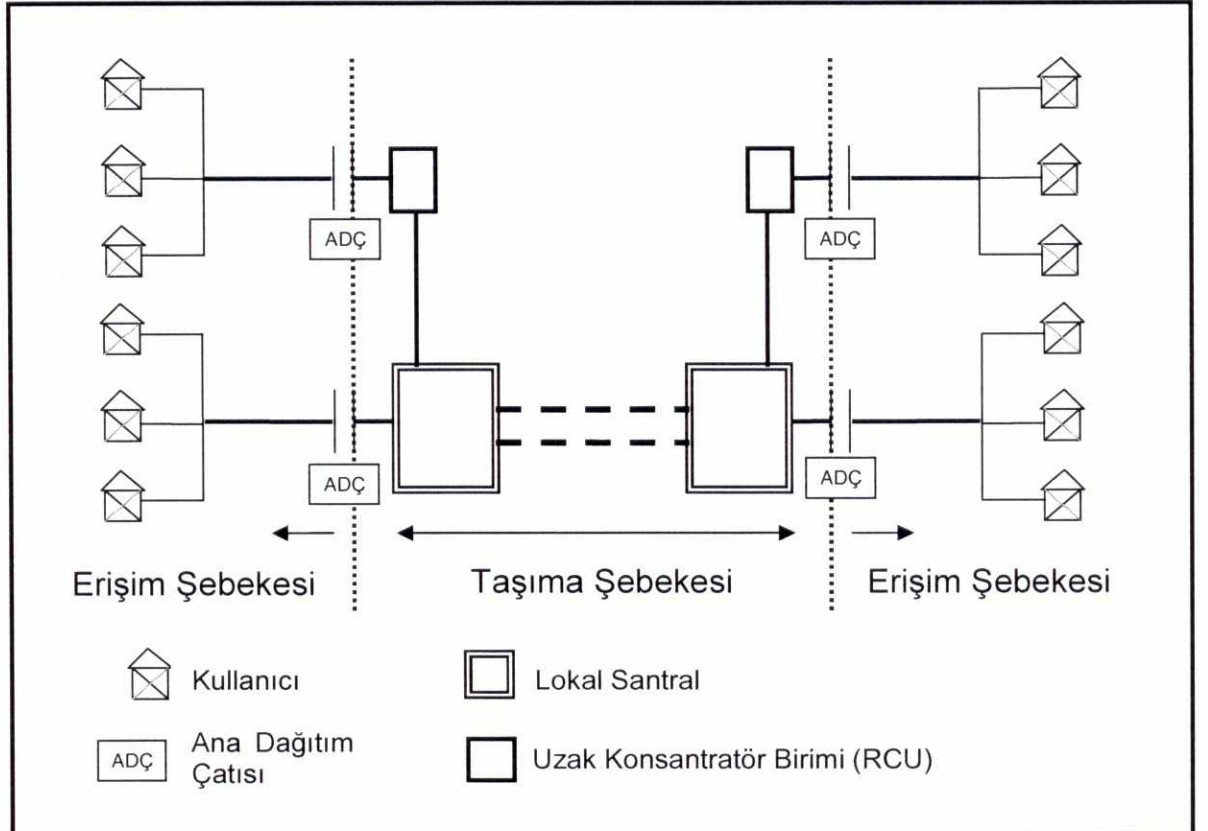 ADÇ ADÇ
ADÇ ADÇ
Erişim Şebekesi Taşıma Şebekesi Erişim Şebekesi
Kullanıcı Lokal Santral
ADÇ Ana Dağıtım Çatısı Uzak Konsantratör Birimi (RCU)